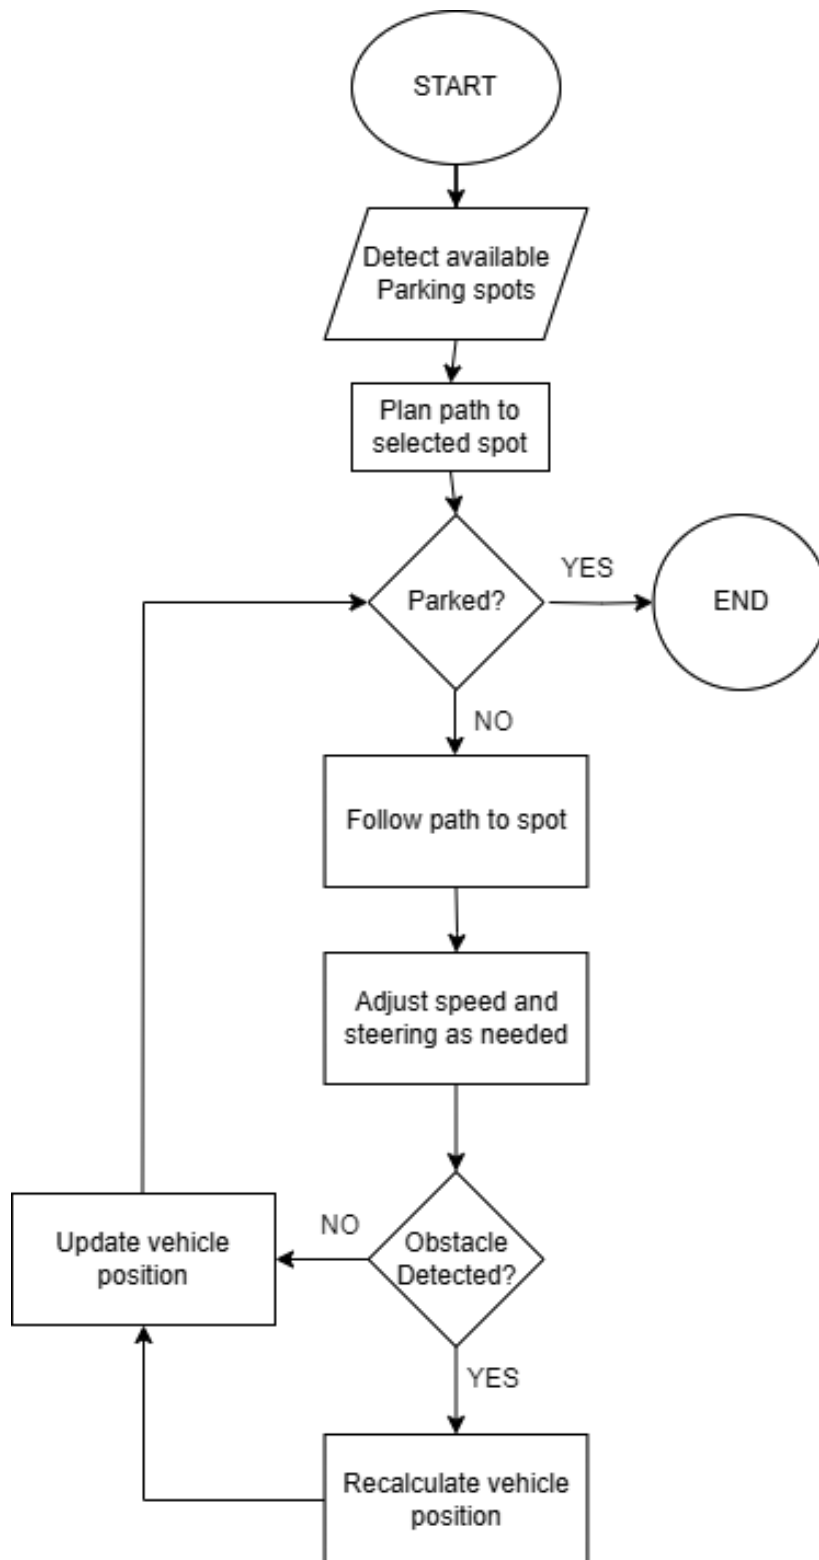 START
Detect available
Parking spots
Plan path to
selected spot
Parked?
YES
END
NO
Follow path to spot
Adjust speed and
steering as needed
Obstacle
Detected?
NO
Update vehicle
position
YES
Recalculate vehicle
position